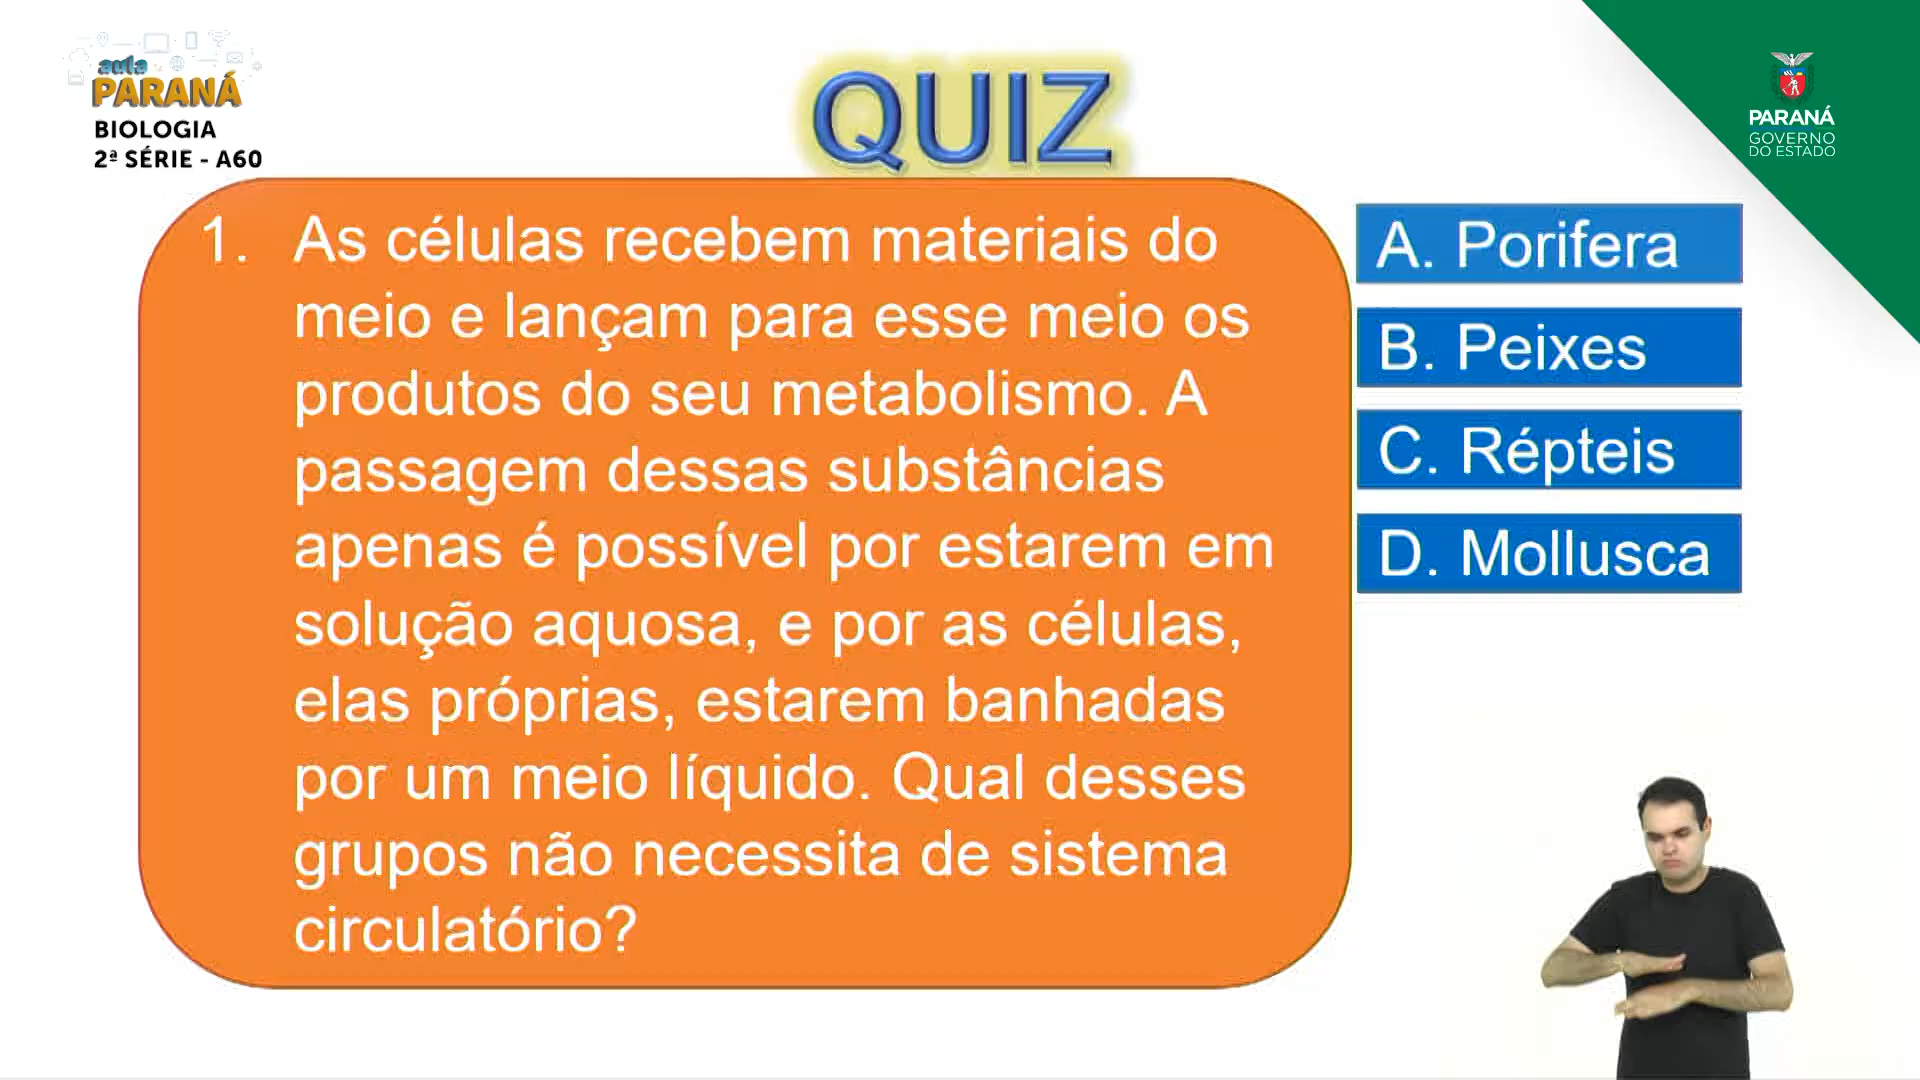 aula
PARANÁ
BIOLOGIA
2ª SÉRIE - A60
QUIZ
PARANÁ
GOVERNO
DO ESTADO
1. As células recebem materiais do
meio e lançam para esse meio os
produtos do seu metabolismo. A
passagem dessas substâncias
apenas é possível por estarem em
solução aquosa, e por as células,
elas próprias, estarem banhadas
por um meio líquido. Qual desses
grupos não necessita de sistema
circulatório?
A. Porifera
B. Peixes
C. Répteis
D. Mollusca